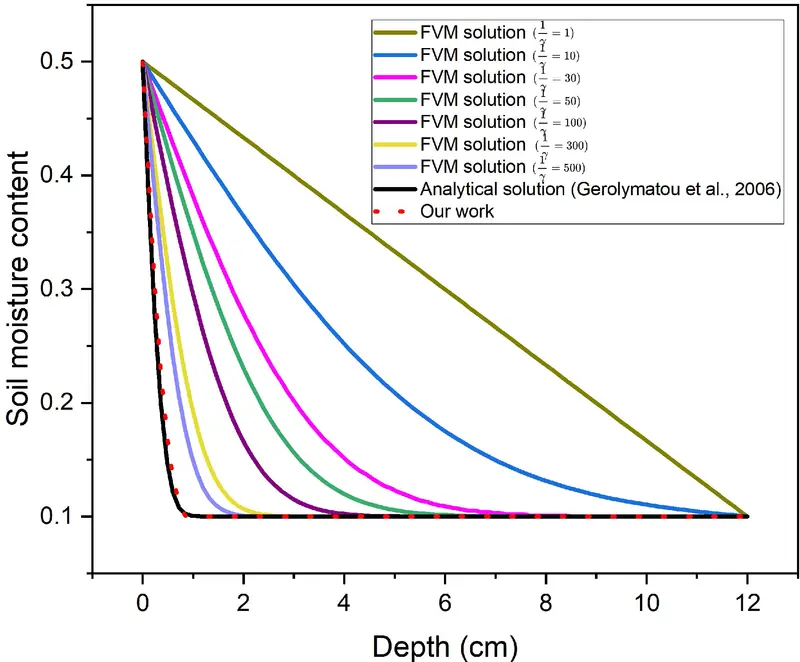 FVM solution (1/γ = 1)
FVM solution (1/γ = 10)
FVM solution (1/γ = 30)
FVM solution (1/γ = 50)
FVM solution (1/γ = 100)
FVM solution (1/γ = 300)
FVM solution (1/γ = 500)
Analytical solution (Gerolymatou et al., 2006)
Our work
Soil moisture content
0.5
0.4
0.3
0.2
0.1
0 2 4 6 8 10 12
Depth (cm)